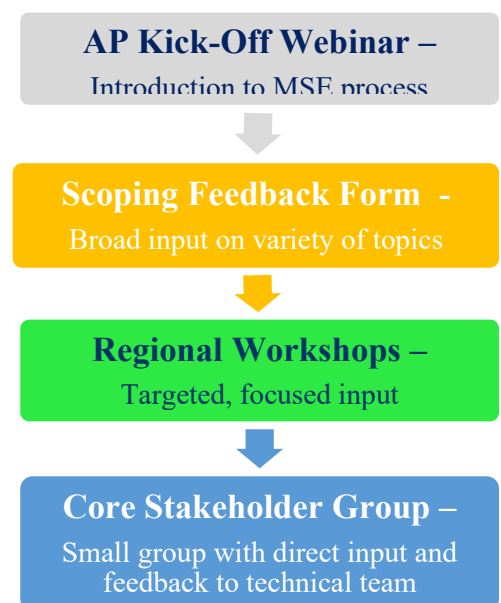 AP Kick-Off Webinar –
Introduction to MSE process
Scoping Feedback Form -
Broad input on variety of topics
Regional Workshops –
Targeted, focused input
Core Stakeholder Group –
Small group with direct input and
feedback to technical team